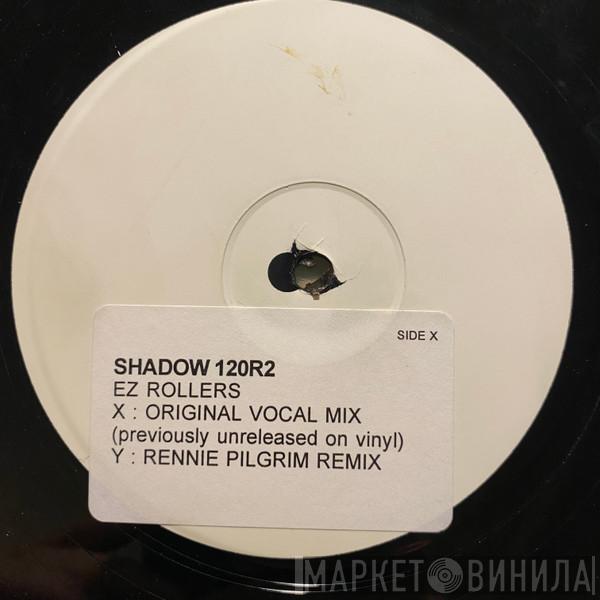 SIDE X
SHADOW 120R2
EZ ROLLERS
X : ORIGINAL VOCAL MIX
(previously unreleased on vinyl)
Y : RENNIE PILGRIM REMIX
МАРКЕТ ВИНИЛА